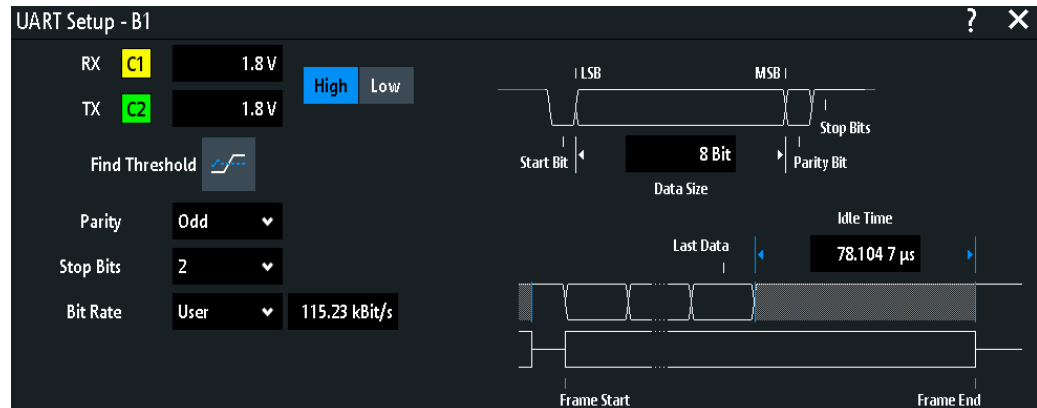 UART Setup - B1 ? ✕
RX C1 1.8 V
High Low
TX C2 1.8 V
Find Threshold
Parity Odd
Stop Bits 2
Bit Rate User 115.23 kBit/s
LSB MSB
Stop Bits
Start Bit 8 Bit Parity Bit
Data Size
Idle Time
Last Data 78.104 7 µs
Frame Start Frame End